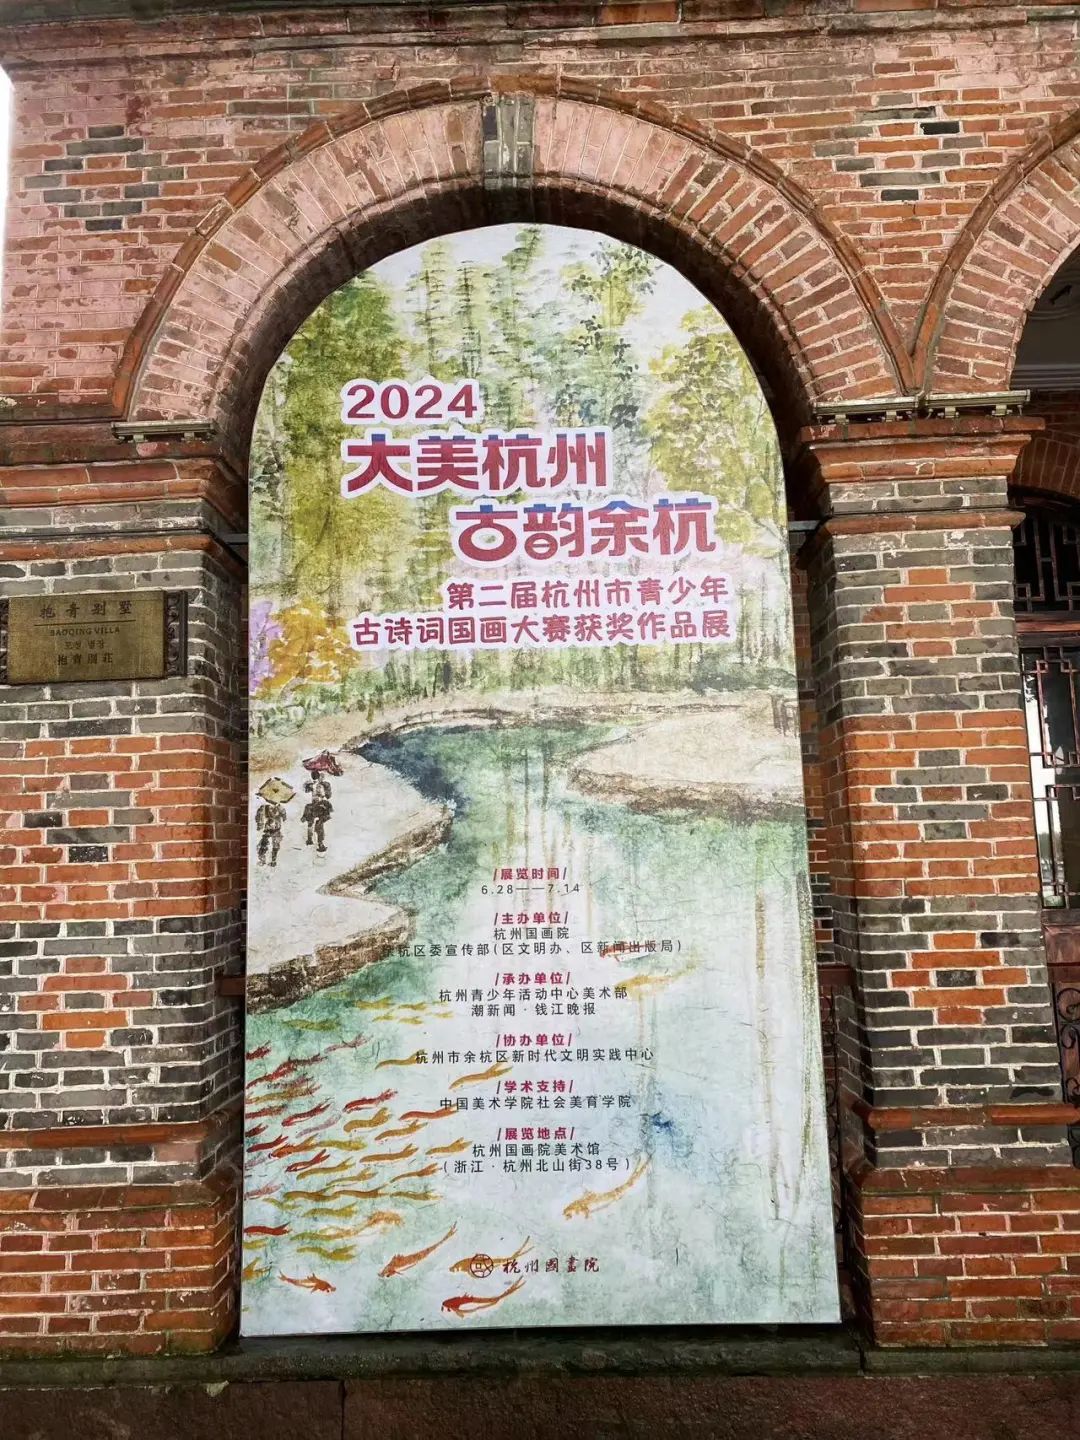 2024
大美杭州
古韵余杭
第二届杭州市青少年
古诗词国画大赛获奖作品展
抱青别墅
BAOQING VILLA
抱青別荘
/展览时间/
6.28——7.14
/主办单位/
杭州国画院
余杭区委宣传部(区文明办、区新闻出版局)
/承办单位/
杭州青少年活动中心美术部
潮新闻·钱江晚报
/协办单位/
杭州市余杭区新时代文明实践中心
/学术支持/
中国美术学院社会美育学院
/展览地点/
杭州国画院美术馆
(浙江·杭州北山街38号)
杭州國畫院